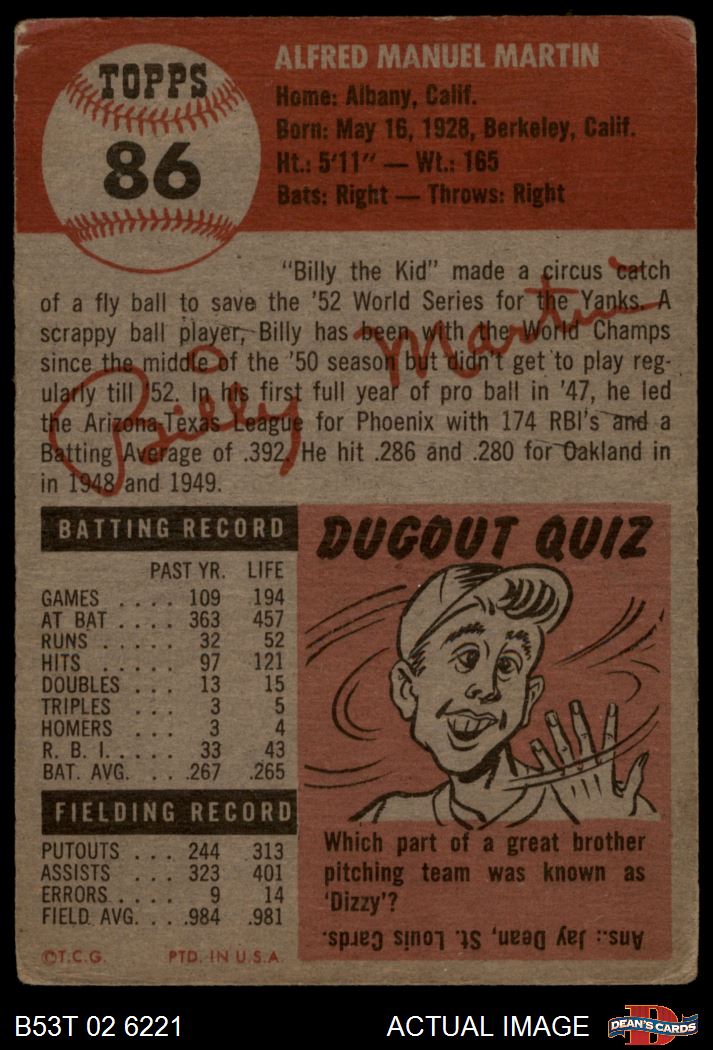 TOPPS
86
ALFRED MANUEL MARTIN
Home: Albany, Calif.
Born: May 16, 1928, Berkeley, Calif.
Ht.: 5'11" — Wt.: 165
Bats: Right — Throws: Right
"Billy the Kid" made a circus catch
of a fly ball to save the '52 World Series for the Yanks. A
scrappy ball player, Billy has been with the World Champs
since the middle of the '50 season but didn't get to play reg-
ularly till '52. In his first full year of pro ball in '47, he led
the Arizona-Texas League for Phoenix with 174 RBI's and a
Batting Average of .392. He hit .286 and .280 for Oakland in
in 1948 and 1949.
Billy Martin
BATTING RECORD
PAST YR. LIFE
GAMES .... 109 194
AT BAT .... 363 457
RUNS ..... 32 52
HITS ..... 97 121
DOUBLES ... 13 15
TRIPLES ... 3 5
HOMERS ... 3 4
R. B. I. .... 33 43
BAT. AVG. ... .267 .265
FIELDING RECORD
PUTOUTS ... 244 313
ASSISTS ... 323 401
ERRORS .... 9 14
FIELD. AVG. ... .984 .981
©T.C.G. PTD. IN U.S.A.
DUGOUT QUIZ
Which part of a great brother
pitching team was known as
'Dizzy'?
Ans.: Jay Dean, St. Louis Cards.
B53T 02 6221 ACTUAL IMAGE
D
DEAN'S CARDS